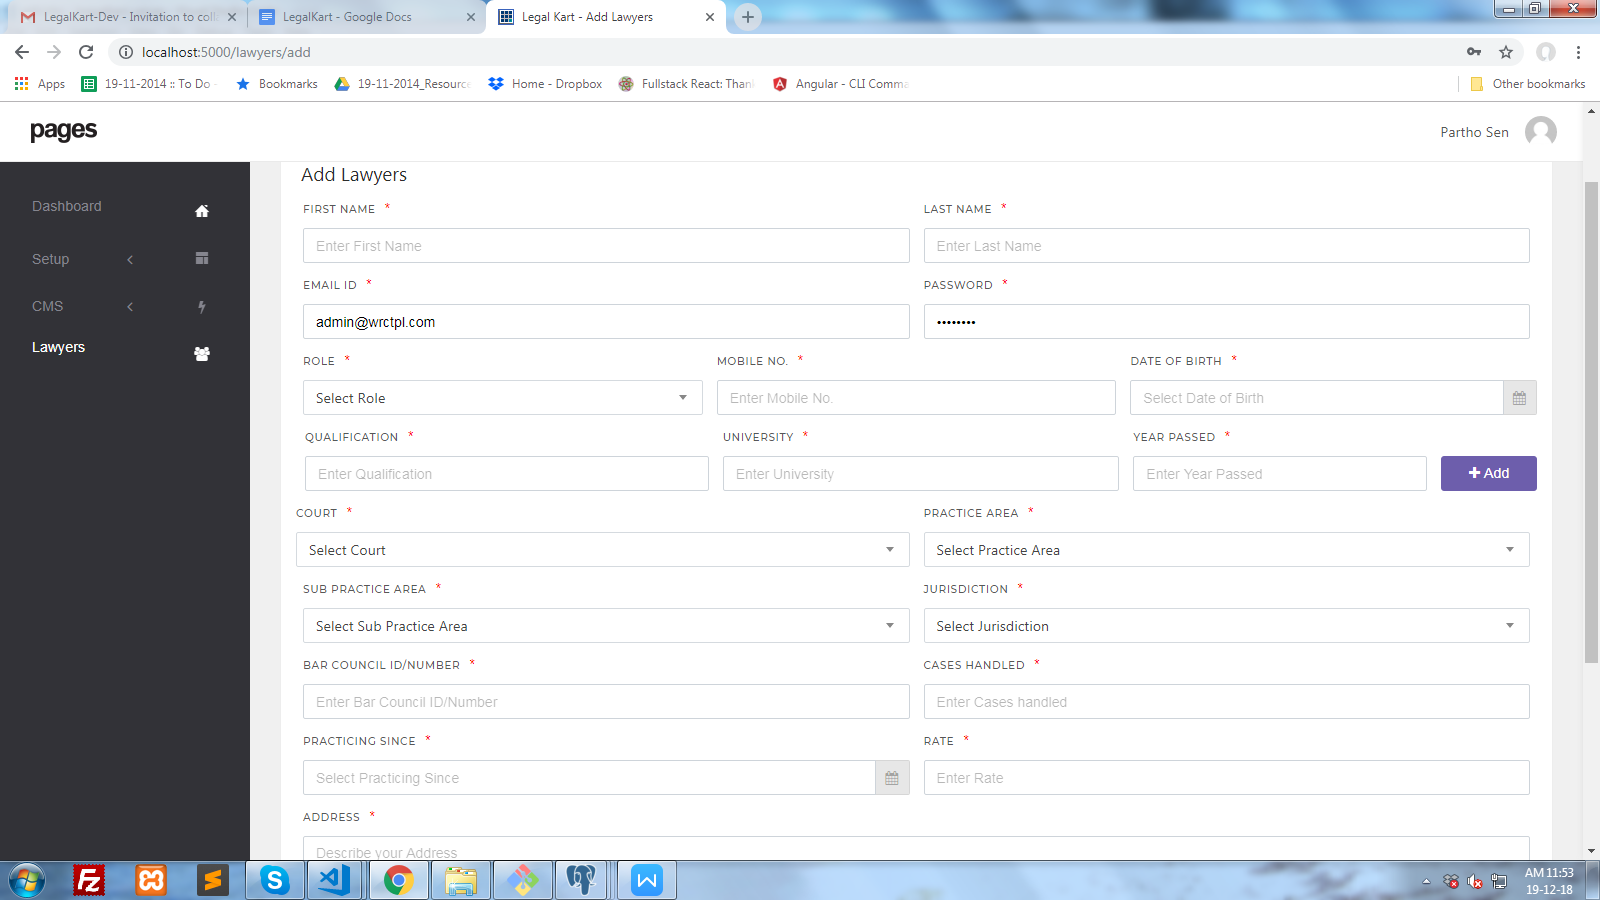 LegalKart-Dev - Invitation to coll
LegalKart - Google Docs
Legal Kart - Add Lawyers
localhost:5000/lawyers/add
Apps
19-11-2014 :: To Do -
Bookmarks
19-11-2014_Resource
Home - Dropbox
Fullstack React: Than
Angular - CLI Comma
Other bookmarks
pages
Partho Sen
Dashboard
Setup
CMS
Lawyers
Add Lawyers
FIRST NAME *
LAST NAME *
Enter First Name
Enter Last Name
EMAIL ID *
PASSWORD *
admin@wrctpl.com
••••••••
ROLE *
MOBILE NO. *
DATE OF BIRTH *
Select Role
Enter Mobile No.
Select Date of Birth
QUALIFICATION *
UNIVERSITY *
YEAR PASSED *
Enter Qualification
Enter University
Enter Year Passed
+ Add
COURT *
PRACTICE AREA *
Select Court
Select Practice Area
SUB PRACTICE AREA *
JURISDICTION *
Select Sub Practice Area
Select Jurisdiction
BAR COUNCIL ID/NUMBER *
CASES HANDLED *
Enter Bar Council ID/Number
Enter Cases handled
PRACTICING SINCE *
RATE *
Select Practicing Since
Enter Rate
ADDRESS *
Describe your Address
Fz
S
W
AM 11:53
19-12-18